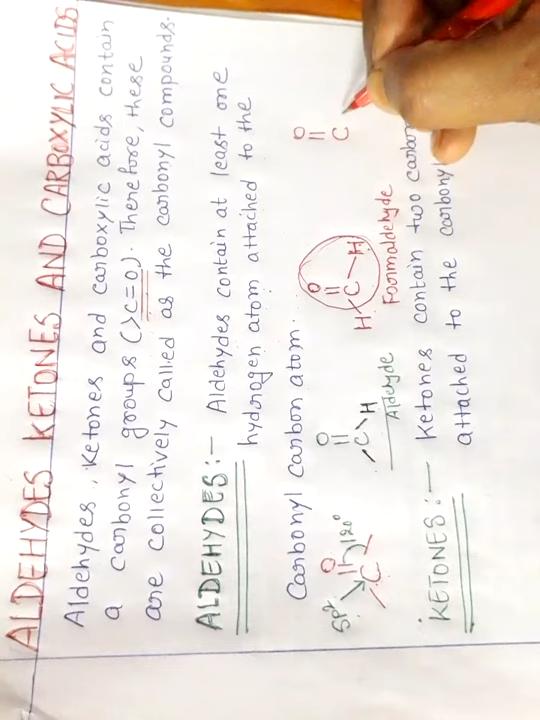 ALDEHYDES KETONES AND CARBOXYLIC ACIDS
Aldehydes, Ketones and carboxylic acids contain
a carbonyl groups (>C=O). Therefore, these
are collectively called as the carbonyl compounds.
ALDEHYDES:- Aldehydes contain at least one
hydrogen atom attached to the
Carbonyl carbon atom.
SP² O C 120°
O C H
Aldehyde
O H C H
Formaldehyde
O C
KETONES:- Ketones contain two carbon
attached to the carbonyl